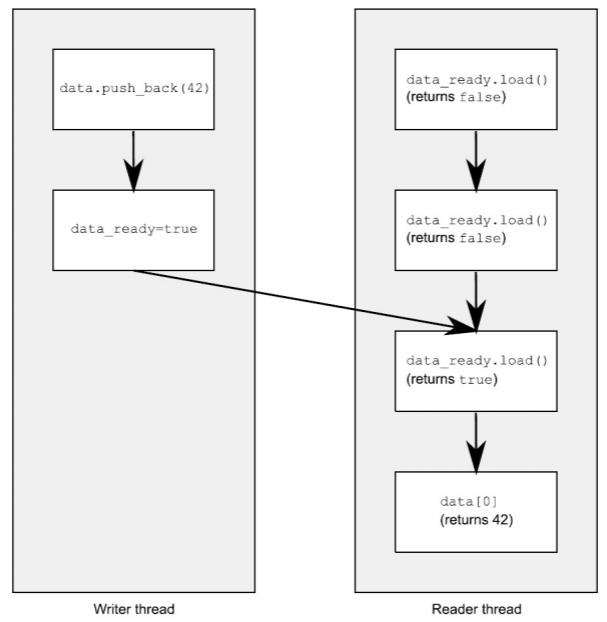 data.push_back(42)
data_ready=true
Writer thread
data_ready.load()
(returns false)
data_ready.load()
(returns false)
data_ready.load()
(returns true)
data[0]
(returns 42)
Reader thread